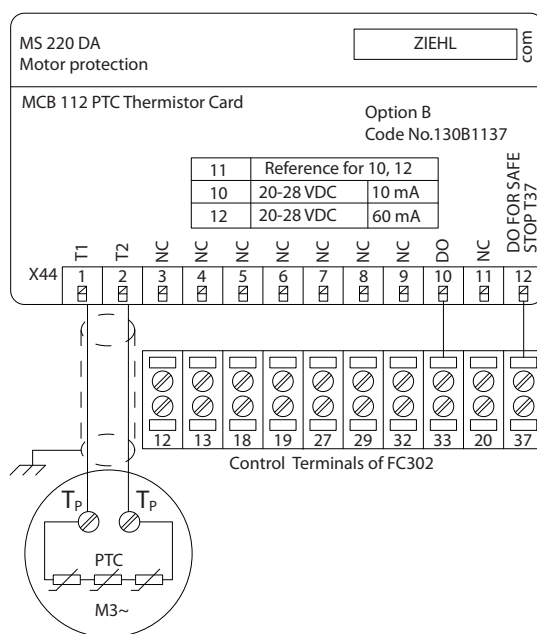 MS 220 DA
Motor protection
ZIEHL
com
MCB 112 PTC Thermistor Card
Option B
Code No.130B1137
11 Reference for 10, 12
10 20-28 VDC 10 mA
12 20-28 VDC 60 mA
T1 T2 NC NC NC NC NC NC NC DO NC DO FOR SAFE STOP T37
X44 1 2 3 4 5 6 7 8 9 10 11 12
12 13 18 19 27 29 32 33 20 37
Control Terminals of FC302
TP TP
PTC
M3~